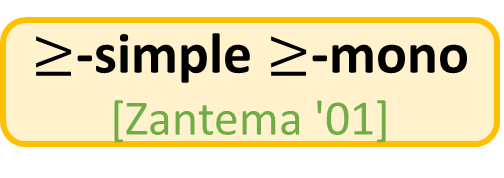 ≥-simple ≥-mono
[Zantema '01]